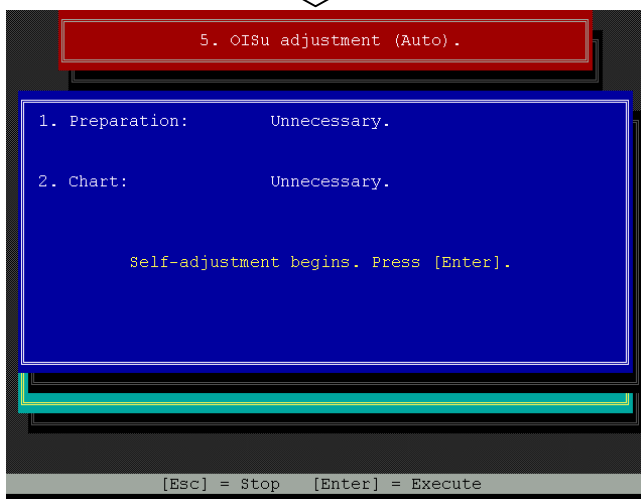 5. OISu adjustment (Auto).
1. Preparation: Unnecessary.
2. Chart: Unnecessary.
Self-adjustment begins. Press [Enter].
[Esc] = Stop [Enter] = Execute